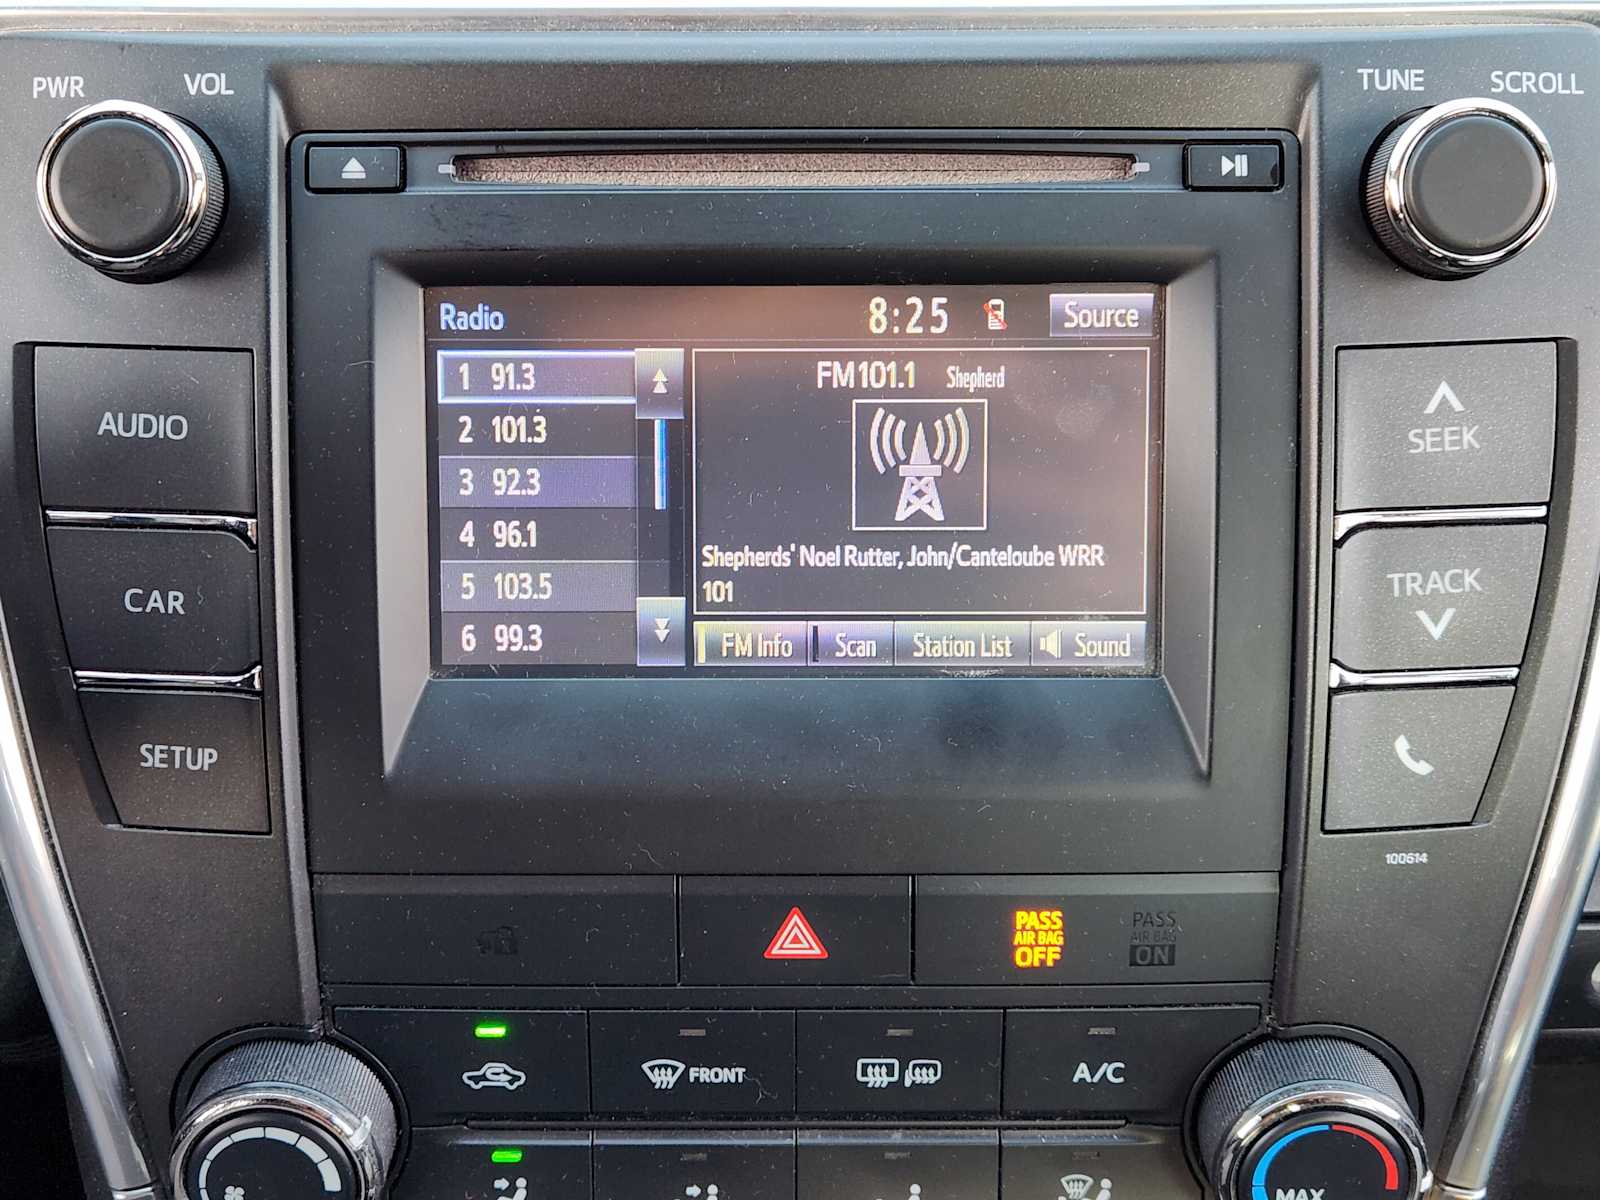 PWR VOL
TUNE SCROLL
Radio
8:25
Source
1 91.3
2 101.3
3 92.3
4 96.1
5 103.5
6 99.3
FM101.1 Shepherd
Shepherds' Noel Rutter, John/Canteloube WRR
101
FM Info
Scan
Station List
Sound
AUDIO
CAR
SETUP
SEEK
TRACK
100614
PASS
AIR BAG
OFF
PASS
AIR BAG
ON
FRONT
A/C
MAX